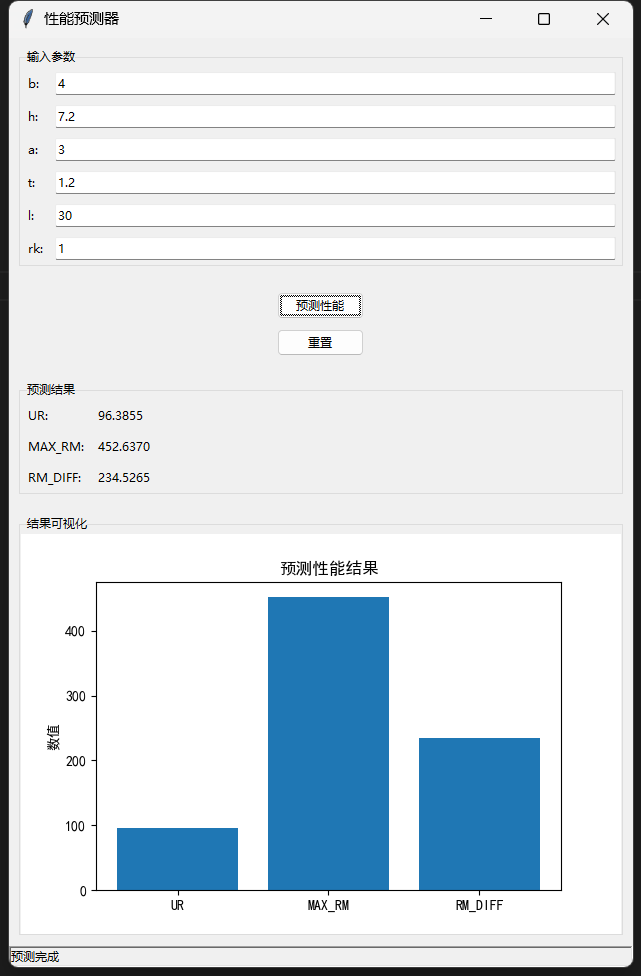 性能预测器
输入参数
b: 4
h: 7.2
a: 3
t: 1.2
l: 30
rk: 1
预测性能
重置
预测结果
UR: 96.3855
MAX_RM: 452.6370
RM_DIFF: 234.5265
结果可视化
预测性能结果
400
300
200
100
0
数值
UR MAX_RM RM_DIFF
预测完成